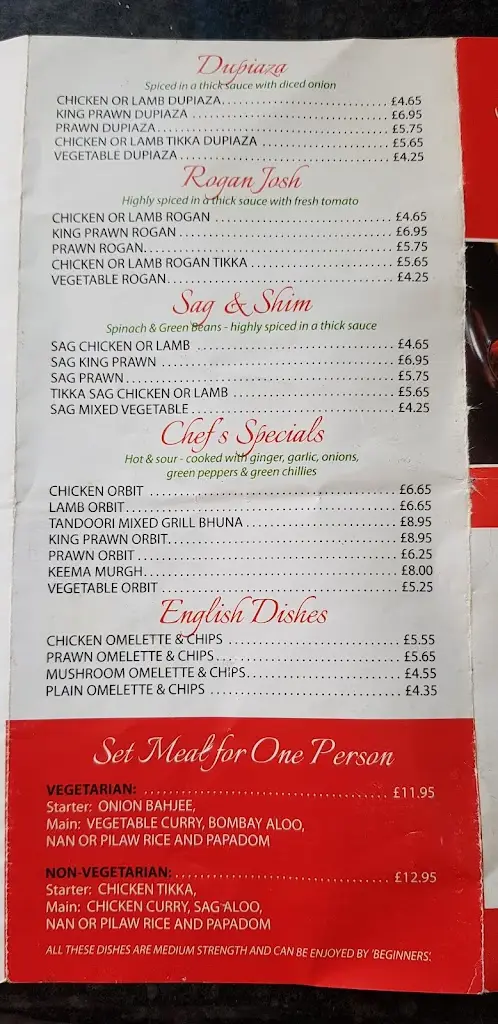 Dupiaza
Spiced in a thick sauce with diced onion
CHICKEN OR LAMB DUPIAZA........................................ £4.65
KING PRAWN DUPIAZA ........................................ £6.95
PRAWN DUPIAZA........................................ £5.75
CHICKEN OR LAMB TIKKA DUPIAZA ........................... £5.65
VEGETABLE DUPIAZA........................................ £4.25
Rogan Josh
Highly spiced in a thick sauce with fresh tomato
CHICKEN OR LAMB ROGAN ................................... £4.65
KING PRAWN ROGAN ........................................ £6.95
PRAWN ROGAN........................................ £5.75
CHICKEN OR LAMB ROGAN TIKKA ............................ £5.65
VEGETABLE ROGAN........................................ £4.25
Sag & Shim
Spinach & Green Beans - highly spiced in a thick sauce
SAG CHICKEN OR LAMB ........................................ £4.65
SAG KING PRAWN ........................................ £6.95
SAG PRAWN........................................ £5.75
TIKKA SAG CHICKEN OR LAMB ................................ £5.65
SAG MIXED VEGETABLE........................................ £4.25
Chef's Specials
Hot & sour - cooked with ginger, garlic, onions,
green peppers & green chillies
CHICKEN ORBIT ........................................ £6.65
LAMB ORBIT........................................ £6.65
TANDOORI MIXED GRILL BHUNA ............................. £8.95
KING PRAWN ORBIT........................................ £8.95
PRAWN ORBIT ........................................ £6.25
KEEMA MURGH........................................ £8.00
VEGETABLE ORBIT ........................................ £5.25
English Dishes
CHICKEN OMELETTE & CHIPS ................................ £5.55
PRAWN OMELETTE & CHIPS................................... £5.65
MUSHROOM OMELETTE & CHIPS.............................. £4.55
PLAIN OMELETTE & CHIPS ................................... £4.35
Set Meal for One Person
VEGETARIAN: ........................................ £11.95
Starter: ONION BAHJEE,
Main: VEGETABLE CURRY, BOMBAY ALOO,
NAN OR PILAW RICE AND PAPADOM
NON-VEGETARIAN:........................................ £12.95
Starter: CHICKEN TIKKA,
Main: CHICKEN CURRY, SAG ALOO,
NAN OR PILAW RICE AND PAPADOM
ALL THESE DISHES ARE MEDIUM STRENGTH AND CAN BE ENJOYED BY 'BEGINNERS'.